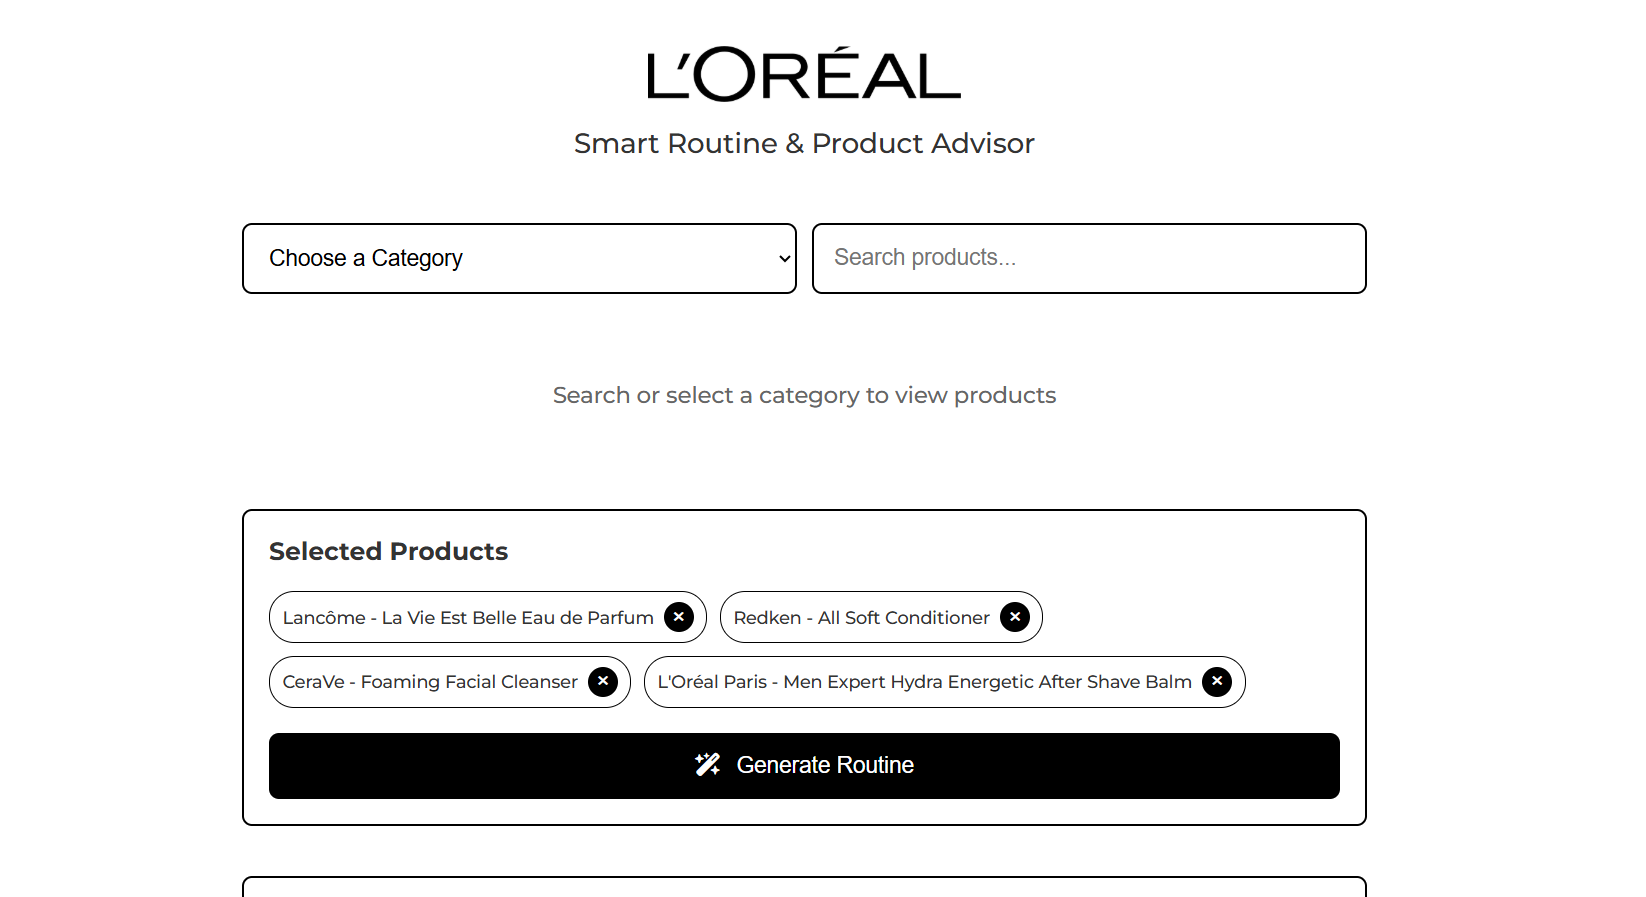 L'ORÉAL
Smart Routine & Product Advisor
Choose a Category
Search products...
Search or select a category to view products
Selected Products
Lancôme - La Vie Est Belle Eau de Parfum
Redken - All Soft Conditioner
CeraVe - Foaming Facial Cleanser
L'Oréal Paris - Men Expert Hydra Energetic After Shave Balm
Generate Routine